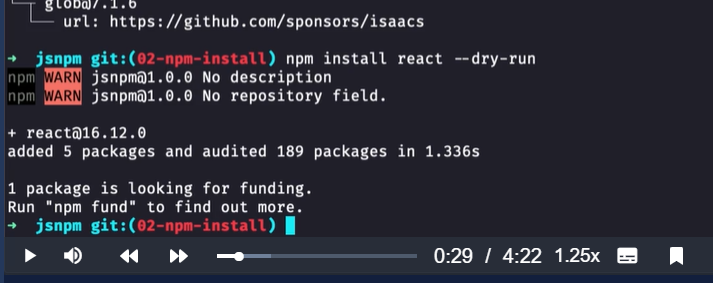 glob@7.1.6
url: https://github.com/sponsors/isaacs
→ jsnpm git:(02-npm-install) npm install react --dry-run
npm WARN jsnpm@1.0.0 No description
npm WARN jsnpm@1.0.0 No repository field.
+ react@16.12.0
added 5 packages and audited 189 packages in 1.336s
1 package is looking for funding.
Run "npm fund" to find out more.
→ jsnpm git:(02-npm-install)
0:29 / 4:22 1.25x